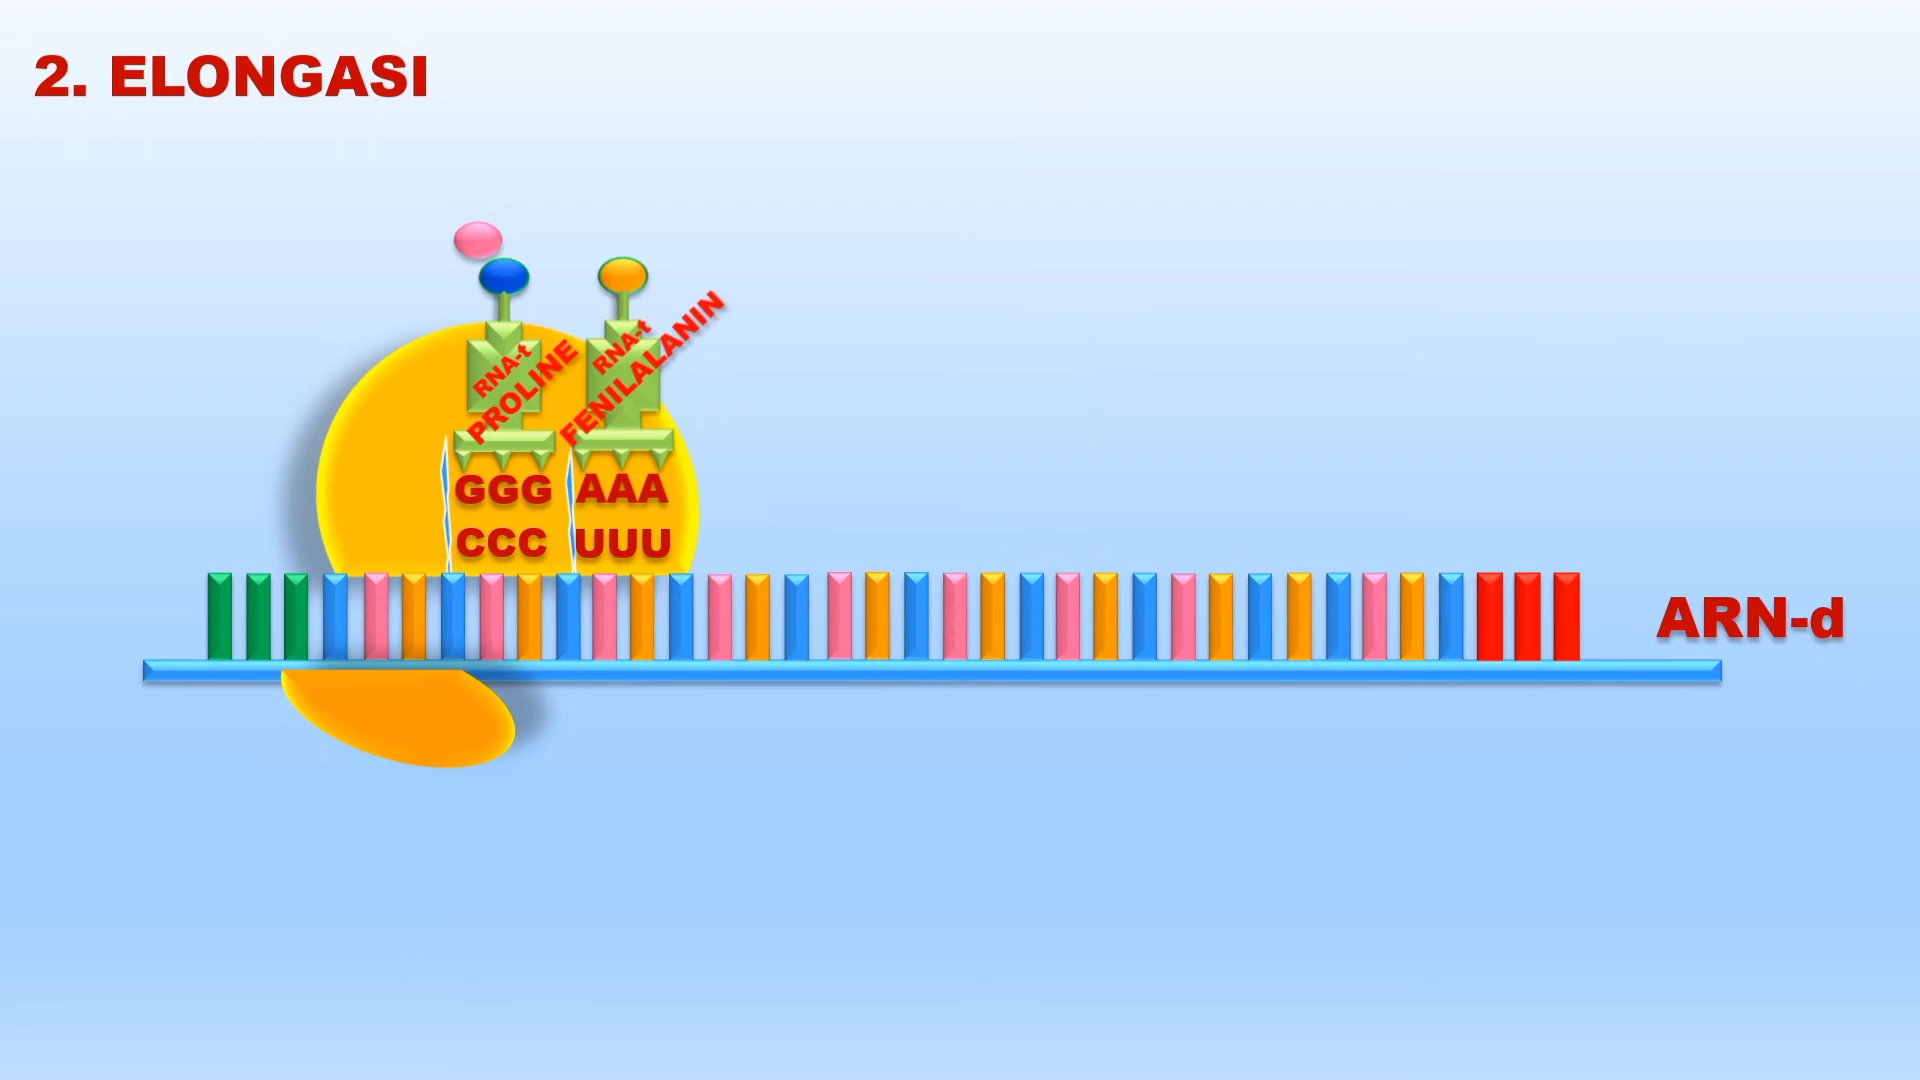 2. ELONGASI
RNA-t
PROLINE
RNA-t
FENILALANIN
GGG
AAA
CCC
UUU
ARN-d